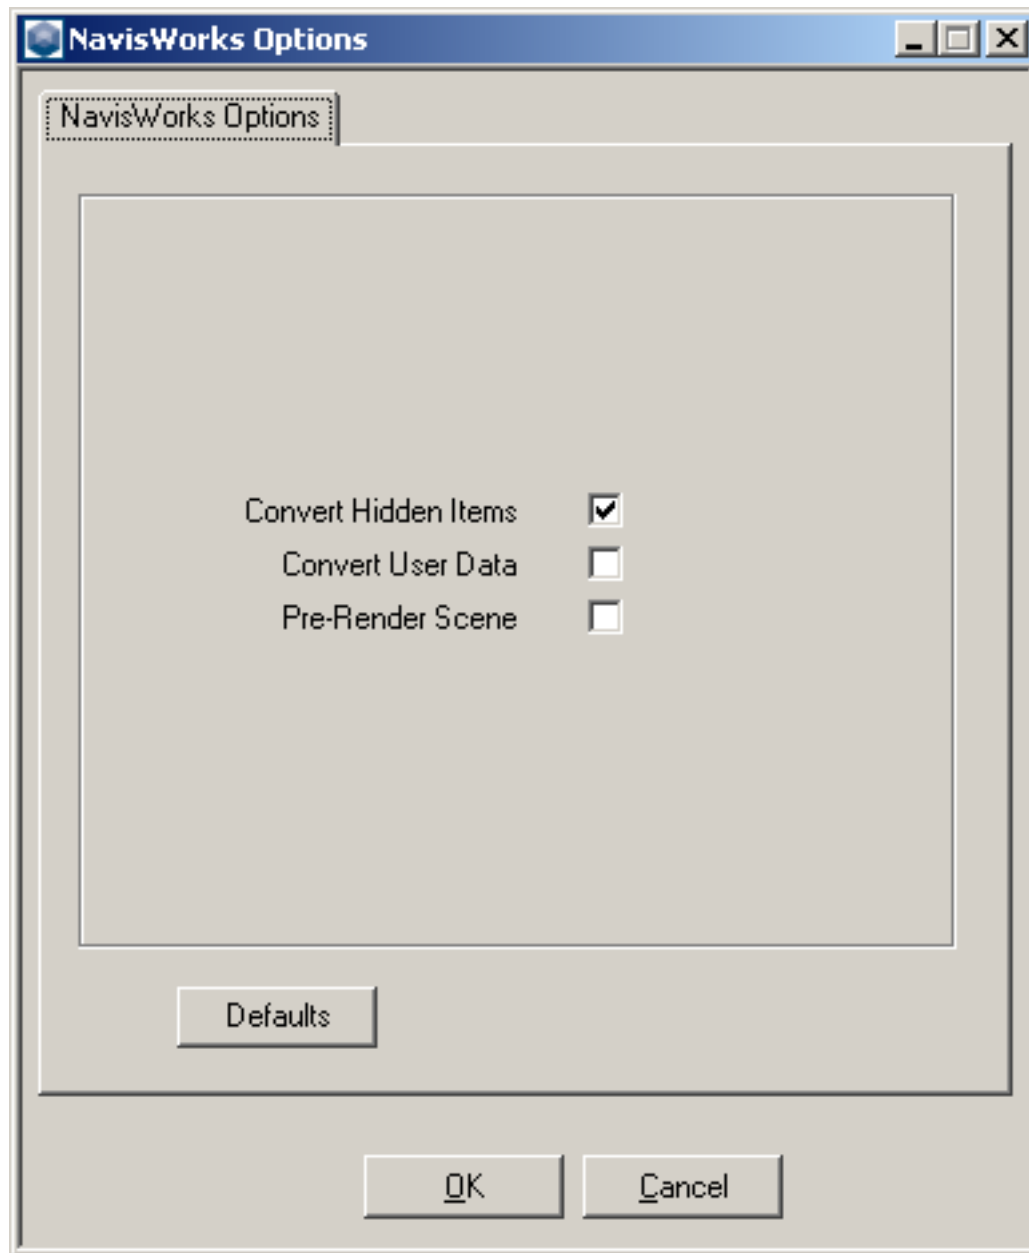 NavisWorks Options
NavisWorks Options
Convert Hidden Items
Convert User Data
Pre-Render Scene
Defaults
OK
Cancel